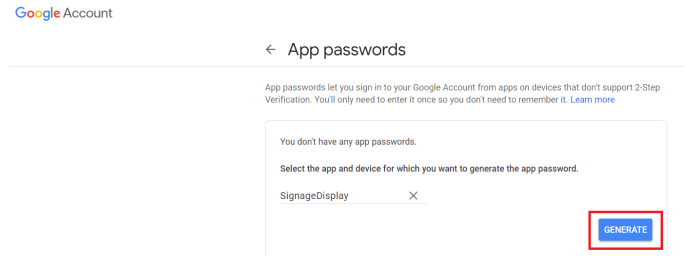 Google Account
← App passwords
App passwords let you sign in to your Google Account from apps on devices that don't support 2-Step
Verification. You'll only need to enter it once so you don't need to remember it. Learn more
You don't have any app passwords.
Select the app and device for which you want to generate the app password.
SignageDisplay
GENERATE